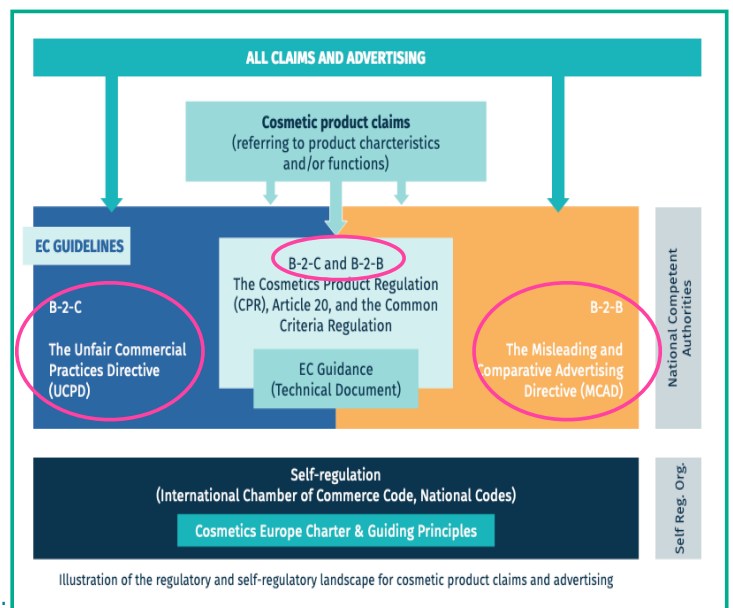 ALL CLAIMS AND ADVERTISING
Cosmetic product claims
(referring to product charcteristics
and/or functions)
EC GUIDELINES
B-2-C
The Unfair Commercial
Practices Directive
(UCPD)
B-2-C and B-2-B
The Cosmetics Product Regulation
(CPR), Article 20, and the Common
Criteria Regulation
EC Guidance
(Technical Document)
B-2-B
The Misleading and
Comparative Advertising
Directive (MCAD)
National Competent
Authorities
Self-regulation
(International Chamber of Commerce Code, National Codes)
Cosmetics Europe Charter & Guiding Principles
Self Reg. Org.
Illustration of the regulatory and self-regulatory landscape for cosmetic product claims and advertising